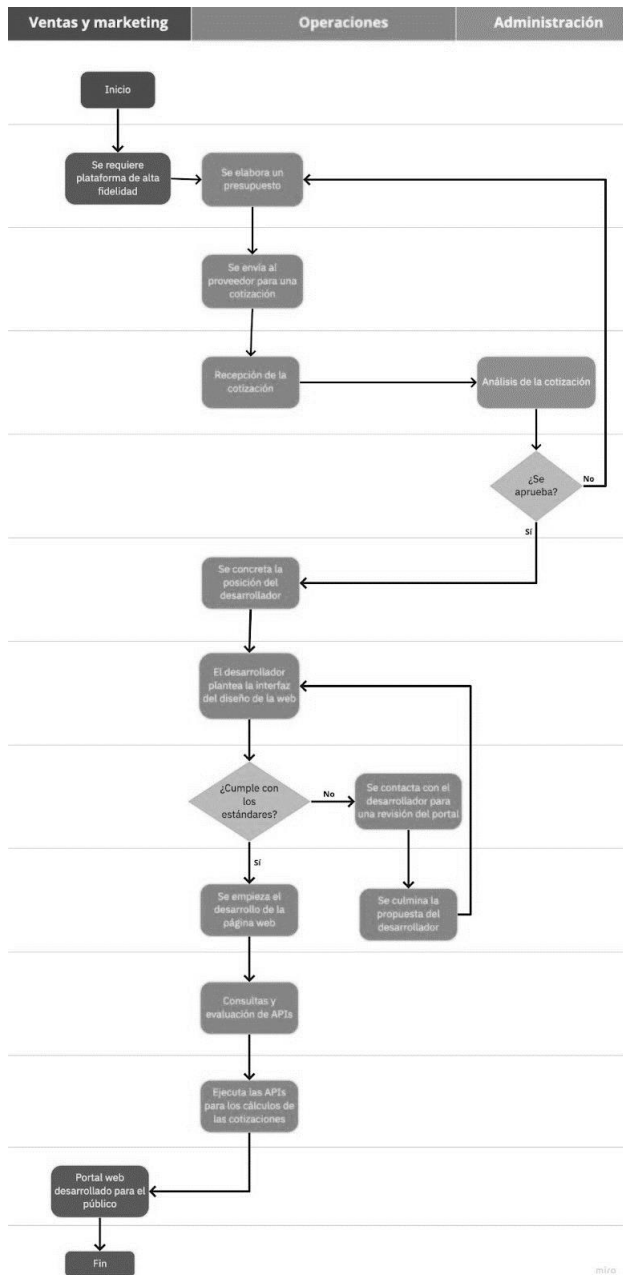 Ventas y marketing
Operaciones
Administración
Inicio
Se requiere
plataforma de alta
fidelidad
Se elabora un
presupuesto
Se envía al
proveedor para una
cotización
Recepción de la
cotización
Análisis de la cotización
¿Se
aprueba?
No
Sí
Se concreta la
posición del
desarrollador
El desarrollador
plantea la interfaz
del diseño de la web
¿Cumple con
los
estándares?
No
Se contacta con el
desarrollador para
una revisión del portal
Sí
Se empieza el
desarrollo de la
página web
Se culmina la
propuesta del
desarrollador
Consultas y
evaluación de APIs
Ejecuta las APIs
para los cálculos de
las cotizaciones
Portal web
desarrollado para el
público
Fin
miro